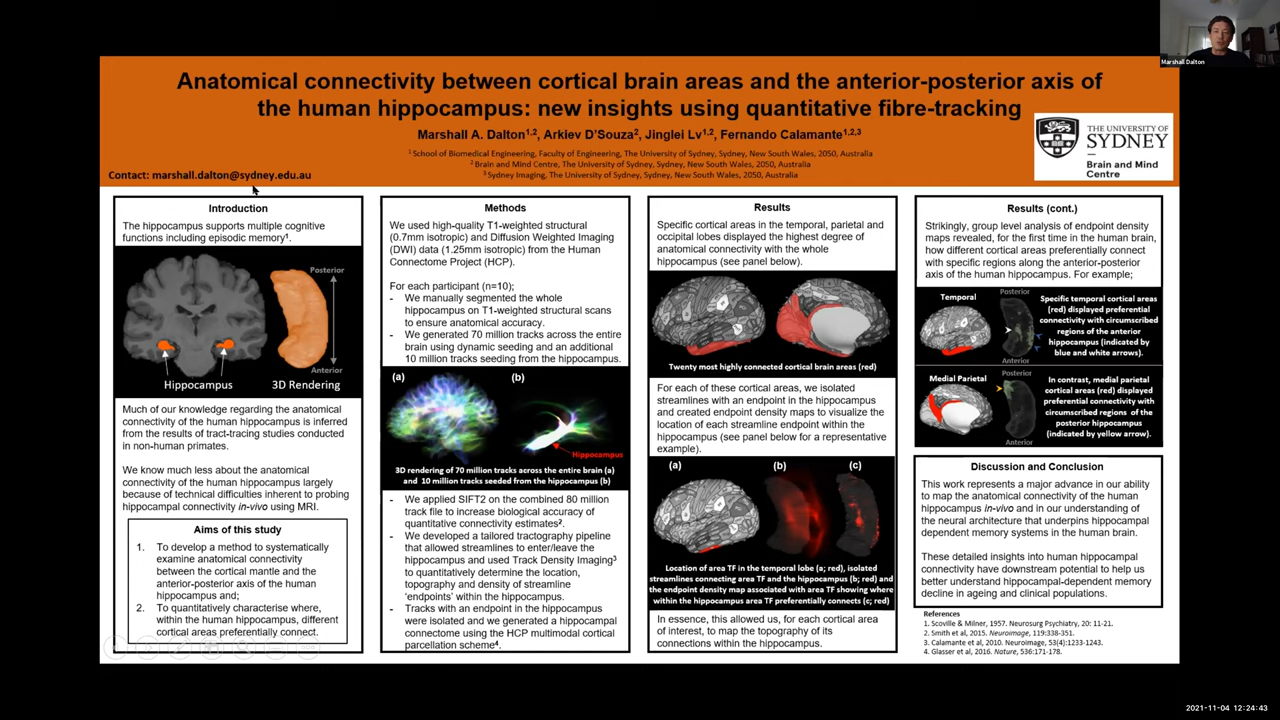 Marshall Dalton
Anatomical connectivity between cortical brain areas and the anterior-posterior axis of
the human hippocampus: new insights using quantitative fibre-tracking
Marshall A. Dalton1,2, Arkiev D'Souza2, Jinglei Lv1,2, Fernando Calamante1,2,3
1 School of Biomedical Engineering, Faculty of Engineering, The University of Sydney, Sydney, New South Wales, 2050, Australia
2 Brain and Mind Centre, The University of Sydney, Sydney, New South Wales, 2050, Australia
3 Sydney Imaging, The University of Sydney, Sydney, New South Wales, 2050, Australia
Contact: marshall.dalton@sydney.edu.au
THE UNIVERSITY OF
SYDNEY
Brain and Mind
Centre
Introduction
The hippocampus supports multiple cognitive
functions including episodic memory1.
Posterior
Anterior
Hippocampus
3D Rendering
Much of our knowledge regarding the anatomical
connectivity of the human hippocampus is inferred
from the results of tract-tracing studies conducted
in non-human primates.
We know much less about the anatomical
connectivity of the human hippocampus largely
because of technical difficulties inherent to probing
hippocampal connectivity in-vivo using MRI.
Aims of this study
1. To develop a method to systematically
examine anatomical connectivity
between the cortical mantle and the
anterior-posterior axis of the human
hippocampus and;
2. To quantitatively characterise where,
within the human hippocampus, different
cortical areas preferentially connect.
Methods
We used high-quality T1-weighted structural
(0.7mm isotropic) and Diffusion Weighted Imaging
(DWI) data (1.25mm isotropic) from the Human
Connectome Project (HCP).
For each participant (n=10);
- We manually segmented the whole
hippocampus on T1-weighted structural scans
to ensure anatomical accuracy.
- We generated 70 million tracks across the entire
brain using dynamic seeding and an additional
10 million tracks seeding from the hippocampus.
(a)
(b)
Hippocampus
3D rendering of 70 million tracks across the entire brain (a)
and 10 million tracks seeded from the hippocampus (b)
- We applied SIFT2 on the combined 80 million
track file to increase biological accuracy of
quantitative connectivity estimates2.
- We developed a tailored tractography pipeline
that allowed streamlines to enter/leave the
hippocampus and used Track Density Imaging3
to quantitatively determine the location,
topography and density of streamline
'endpoints' within the hippocampus.
- Tracks with an endpoint in the hippocampus
were isolated and we generated a hippocampal
connectome using the HCP multimodal cortical
parcellation scheme4.
Results
Specific cortical areas in the temporal, parietal and
occipital lobes displayed the highest degree of
anatomical connectivity with the whole
hippocampus (see panel below).
Twenty most highly connected cortical brain areas (red)
For each of these cortical areas, we isolated
streamlines with an endpoint in the hippocampus
and created endpoint density maps to visualize the
location of each streamline endpoint within the
hippocampus (see panel below for a representative
example).
(a)
(b)
(c)
Location of area TF in the temporal lobe (a; red), isolated
streamlines connecting area TF and the hippocampus (b; red) and
the endpoint density map associated with area TF showing where
within the hippocampus area TF preferentially connects (c; red)
In essence, this allowed us, for each cortical area
of interest, to map the topography of its
connections within the hippocampus.
Results (cont.)
Strikingly, group level analysis of endpoint density
maps revealed, for the first time in the human brain,
how different cortical areas preferentially connect
with specific regions along the anterior-posterior
axis of the human hippocampus. For example;
Temporal
Posterior
Anterior
Specific temporal cortical areas
(red) displayed preferential
connectivity with circumscribed
regions of the anterior
hippocampus (indicated by
blue and white arrows).
Medial Parietal
Posterior
Anterior
In contrast, medial parietal
cortical areas (red) displayed
preferential connectivity with
circumscribed regions of the
posterior hippocampus
(indicated by yellow arrow).
Discussion and Conclusion
This work represents a major advance in our ability
to map the anatomical connectivity of the human
hippocampus in-vivo and in our understanding of
the neural architecture that underpins hippocampal
dependent memory systems in the human brain.
These detailed insights into human hippocampal
connectivity have downstream potential to help us
better understand hippocampal-dependent memory
decline in ageing and clinical populations.
References
1. Scoville & Milner, 1957. Neurosurg Psychiatry, 20: 11-21.
2. Smith et al, 2015. Neuroimage, 119:338-351.
3. Calamante et al, 2010. Neuroimage, 53(4):1233-1243.
4. Glasser et al, 2016. Nature, 536:171-178.
2021-11-04 12:24:43